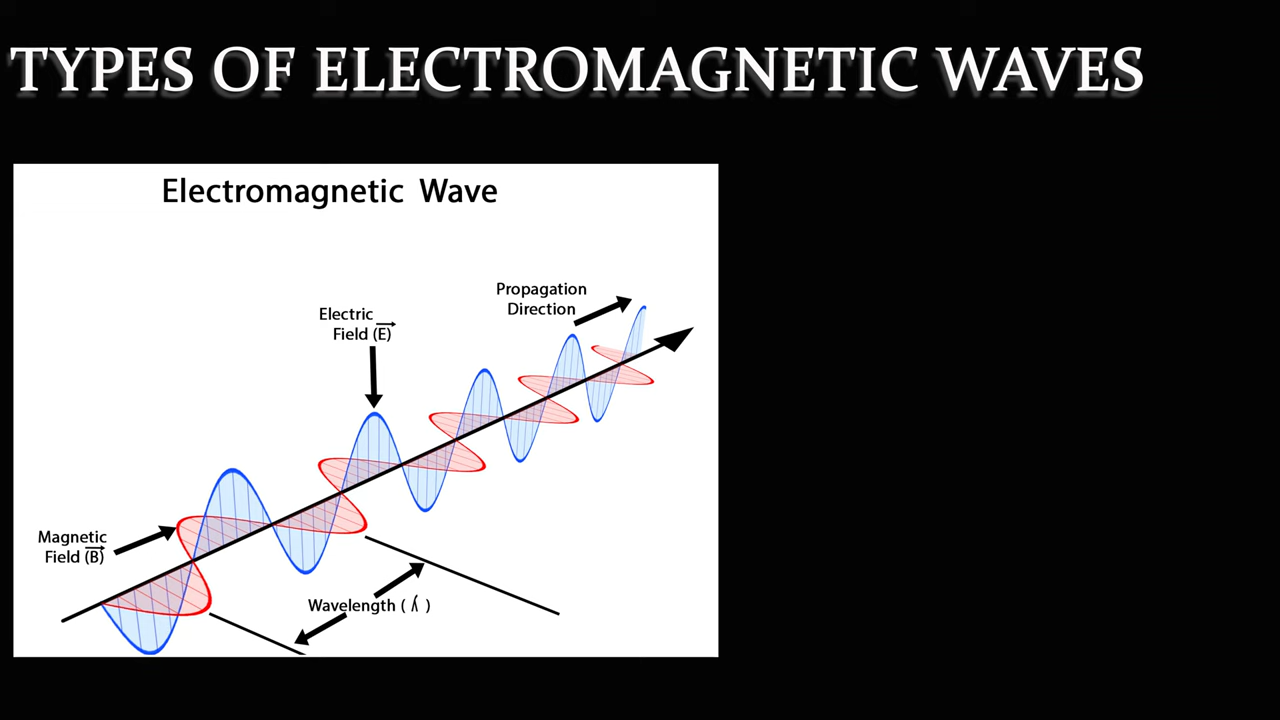 TYPES OF ELECTROMAGNETIC WAVES
Electromagnetic Wave
Propagation
Direction
Electric
Field (E)
Magnetic
Field (B)
Wavelength ( λ )